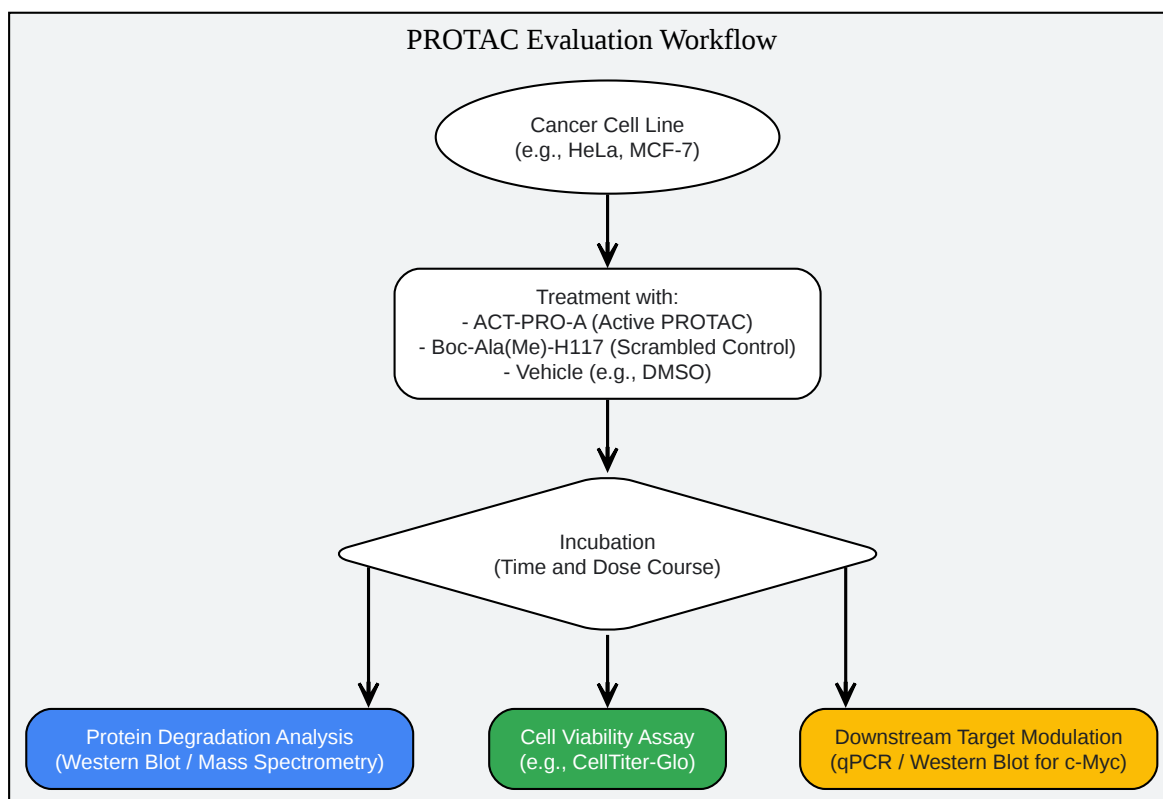 PROTAC Evaluation Workflow
Cancer Cell Line
(e.g., HeLa, MCF-7)
Treatment with:
- ACT-PRO-A (Active PROTAC)
- Boc-Ala(Me)-H117 (Scrambled Control)
- Vehicle (e.g., DMSO)
Incubation
(Time and Dose Course)
Protein Degradation Analysis
(Western Blot / Mass Spectrometry)
Cell Viability Assay
(e.g., CellTiter-Glo)
Downstream Target Modulation
(qPCR / Western Blot for c-Myc)